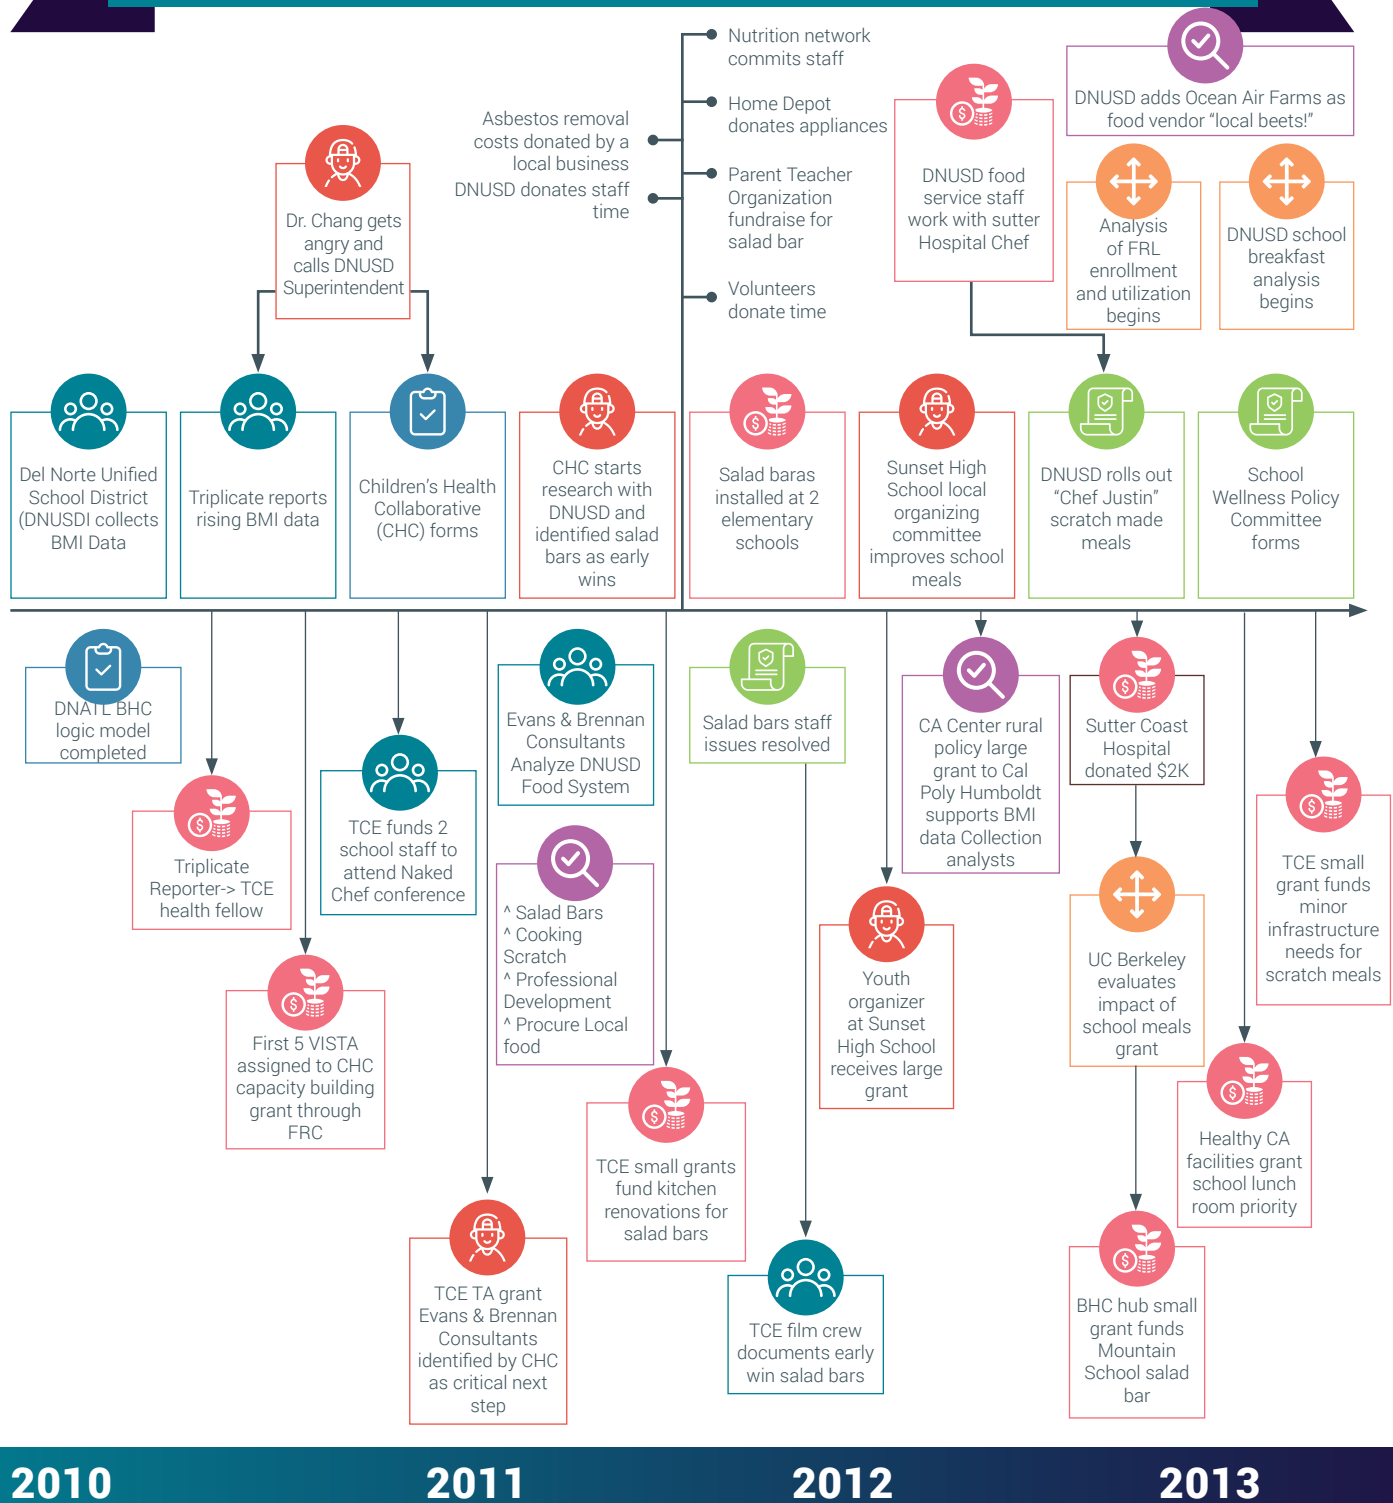 Nutrition network
commits staff
Home Depot
donates appliances
Parent Teacher
Organization
fundraise for
salad bar
Volunteers
donate time
Asbestos removal
costs donated by a
local business
DNUSD donates staff
time
Dr. Chang gets
angry and
calls DNUSD
Superintendent
DNUSD food
service staff
work with sutter
Hospital Chef
DNUSD adds Ocean Air Farms as
food vendor “local beets!”
Analysis
of FRL
enrollment
and utilization
begins
DNUSD school
breakfast
analysis
begins
Del Norte Unified
School District
(DNUSDI collects
BMI Data
Triplicate reports
rising BMI data
Children’s Health
Collaborative
(CHC) forms
CHC starts
research with
DNUSD and
identified salad
bars as early
wins
Salad baras
installed at 2
elementary
schools
Sunset High
School local
organizing
committee
improves school
meals
DNUSD rolls out
“Chef Justin”
scratch made
meals
School
Wellness Policy
Committee
forms
DNATL BHC
logic model
completed
Triplicate
Reporter-> TCE
health fellow
First 5 VISTA
assigned to CHC
capacity building
grant through
FRC
TCE funds 2
school staff to
attend Naked
Chef conference
TCE TA grant
Evans & Brennan
Consultants
identified by CHC
as critical next
step
Evans & Brennan
Consultants
Analyze DNUSD
Food System
^ Salad Bars
^ Cooking
Scratch
^ Professional
Development
^ Procure Local
food
TCE small grants
fund kitchen
renovations for
salad bars
Salad bars staff
issues resolved
TCE film crew
documents early
win salad bars
Youth
organizer
at Sunset
High School
receives large
grant
CA Center rural
policy large
grant to Cal
Poly Humboldt
supports BMI
data Collection
analysts
Sutter Coast
Hospital
donated $2K
UC Berkeley
evaluates
impact of
school meals
grant
BHC hub small
grant funds
Mountain
School salad
bar
Healthy CA
facilities grant
school lunch
room priority
TCE small
grant funds
minor
infrastructure
needs for
scratch meals
2010
2011
2012
2013